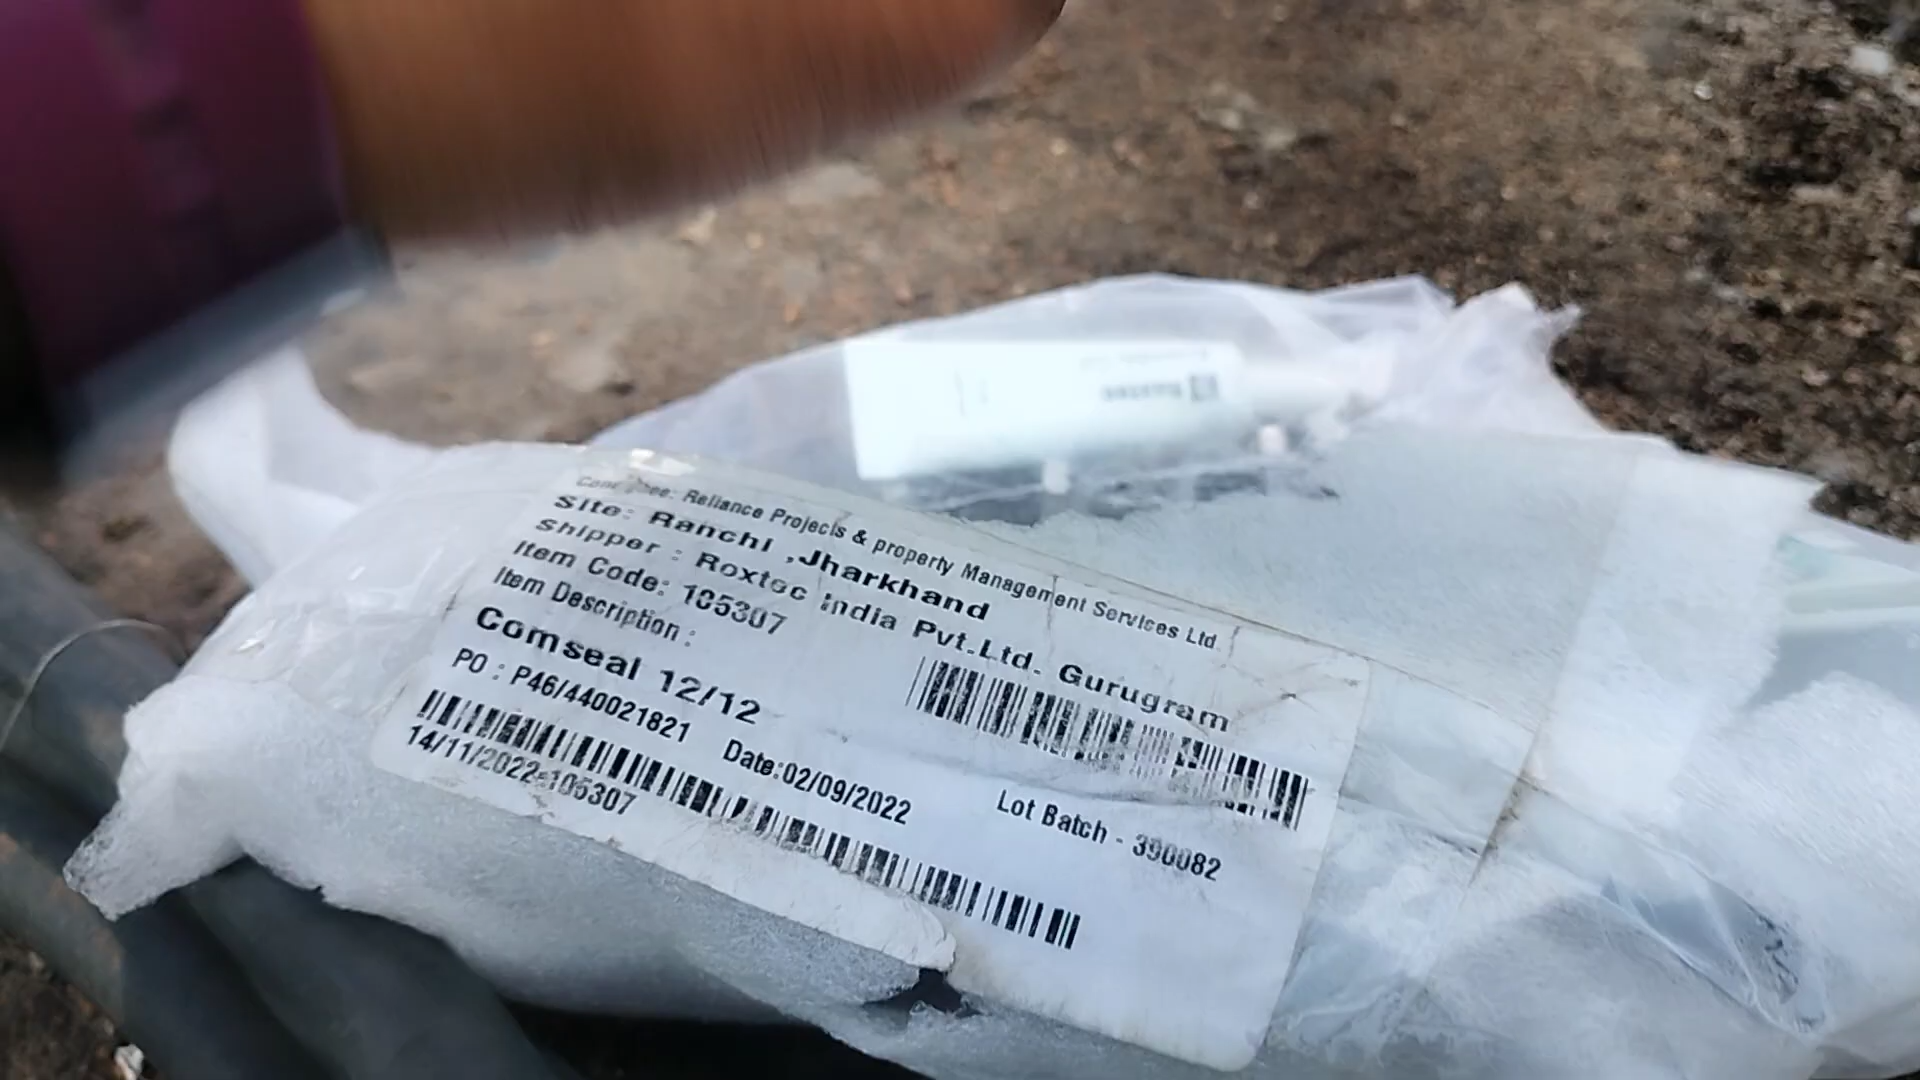 Consignee: Reliance Projects & property Management Services Ltd
Site: Ranchi ,Jharkhand
Shipper : Roxtec India Pvt.Ltd. Gurugram
Item Code: 105307
Item Description :
Comseal 12/12
PO : P46/440021821 Date:02/09/2022
14/11/2022-105307
Lot Batch - 390082